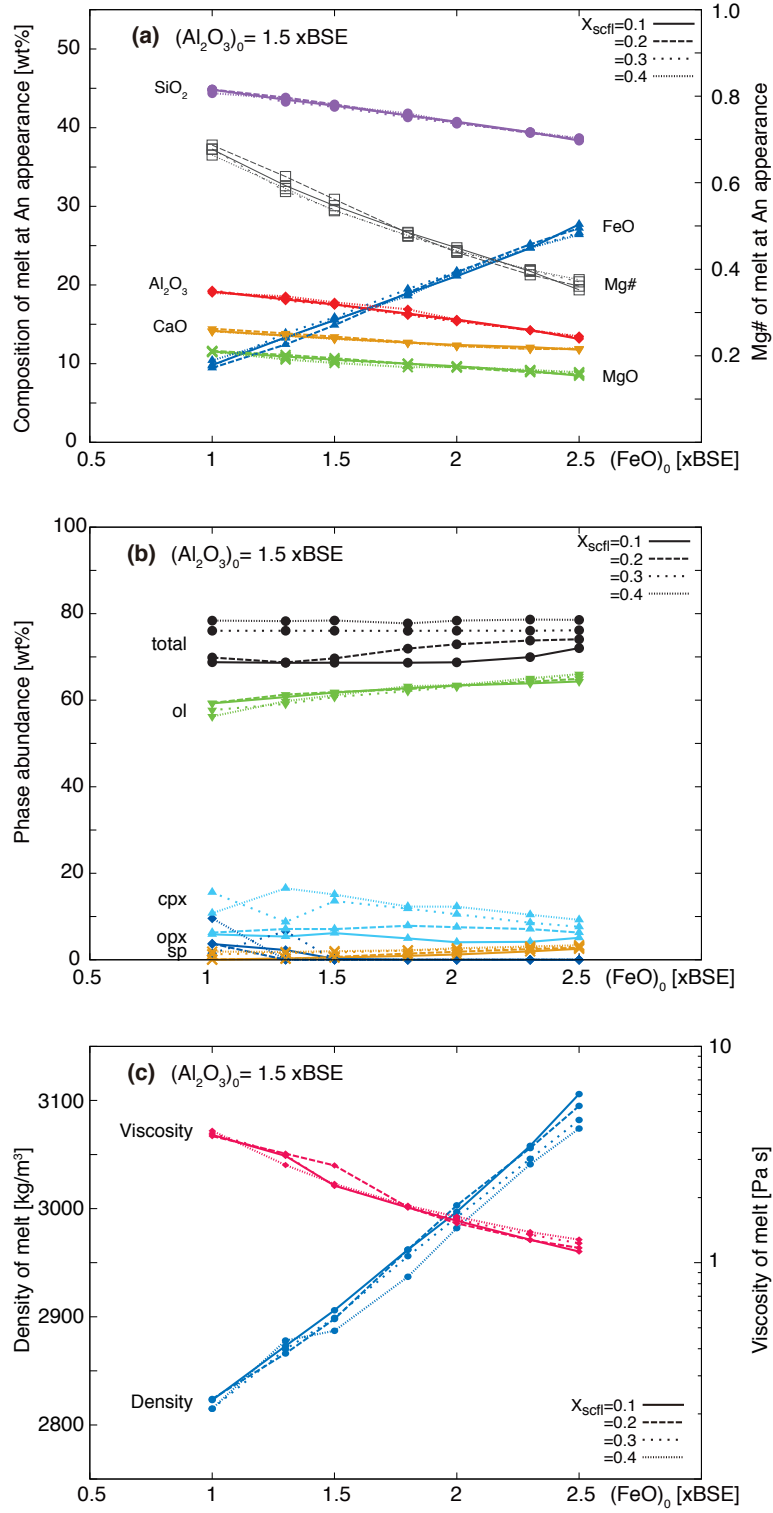 (a) (Al₂O₃)₀= 1.5 xBSE
X_scfl=0.1
=0.2
=0.3
=0.4
SiO₂
FeO
Al₂O₃
Mg#
CaO
MgO
Composition of melt at An appearance [wt%]
Mg# of melt at An appearance
50
40
30
20
10
0
1.0
0.8
0.6
0.4
0.2
0.5 1 1.5 2 2.5 (FeO)₀ [xBSE]
(b) (Al₂O₃)₀= 1.5 xBSE
X_scfl=0.1
=0.2
=0.3
=0.4
total
ol
cpx
opx
sp
Phase abundance [wt%]
100
80
60
40
20
0
0.5 1 1.5 2 2.5 (FeO)₀ [xBSE]
(c) (Al₂O₃)₀= 1.5 xBSE
Viscosity
Density
X_scfl=0.1
=0.2
=0.3
=0.4
Density of melt [kg/m³]
Viscosity of melt [Pa s]
3100
3000
2900
2800
10
1
0.5 1 1.5 2 2.5 (FeO)₀ [xBSE]